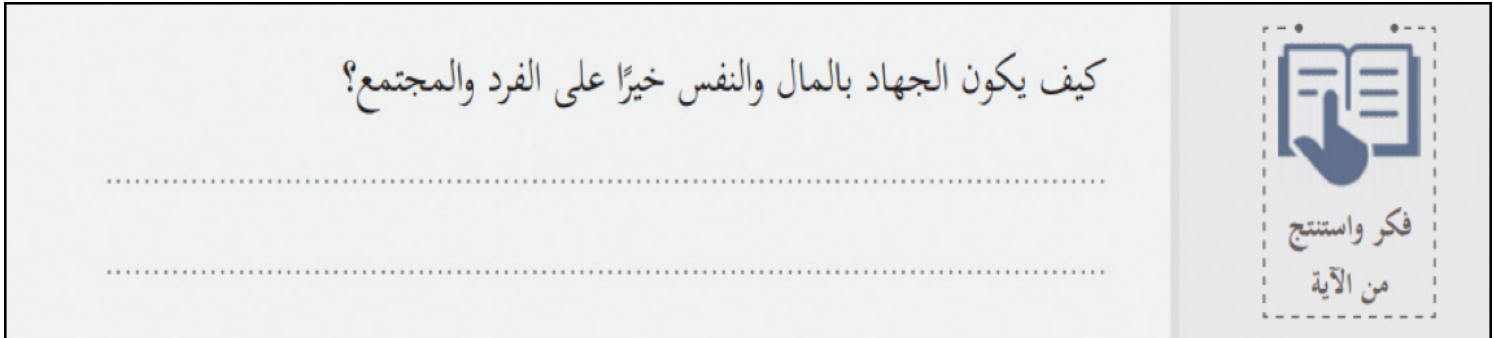 كيف يكون الجهاد بالمال والنفس خيرًا على الفرد والمجتمع؟
فكر واستنتج
من الآية